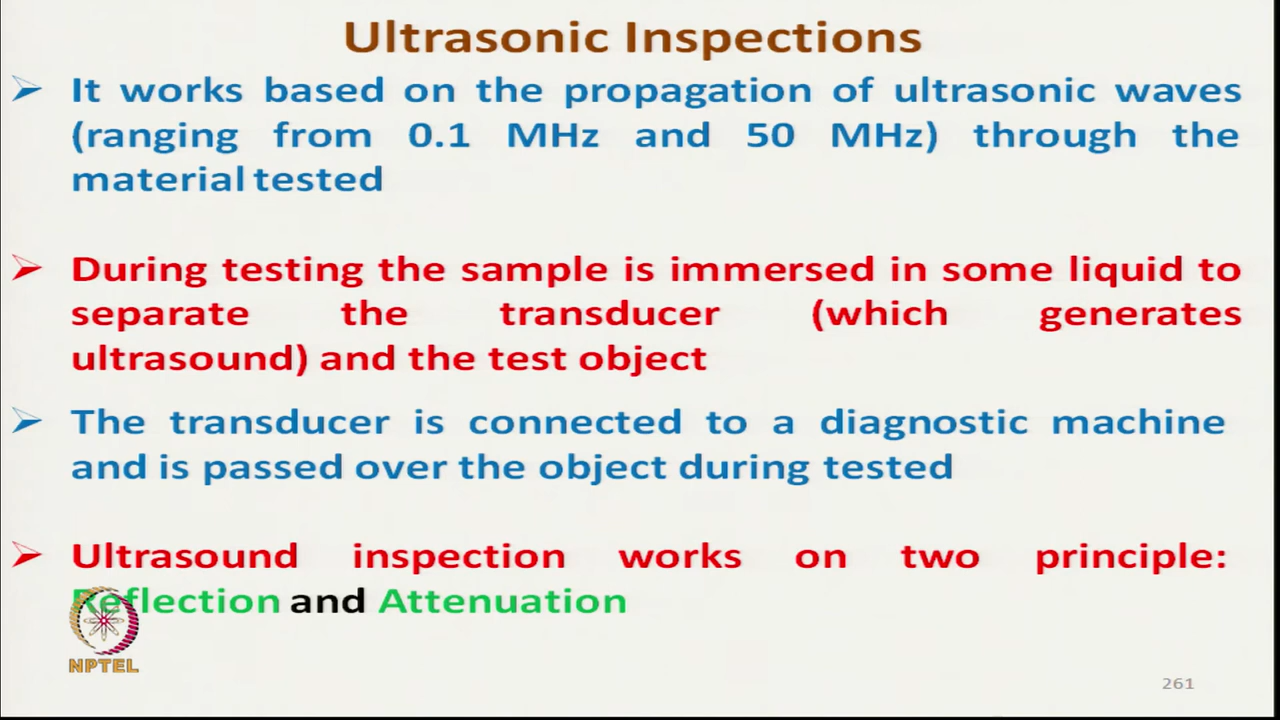 Ultrasonic Inspections
➢ It works based on the propagation of ultrasonic waves
(ranging from 0.1 MHz and 50 MHz) through the
material tested
➢ During testing the sample is immersed in some liquid to
separate the transducer (which generates
ultrasound) and the test object
➢ The transducer is connected to a diagnostic machine
and is passed over the object during tested
➢ Ultrasound inspection works on two principle:
Reflection and Attenuation
NPTEL
261